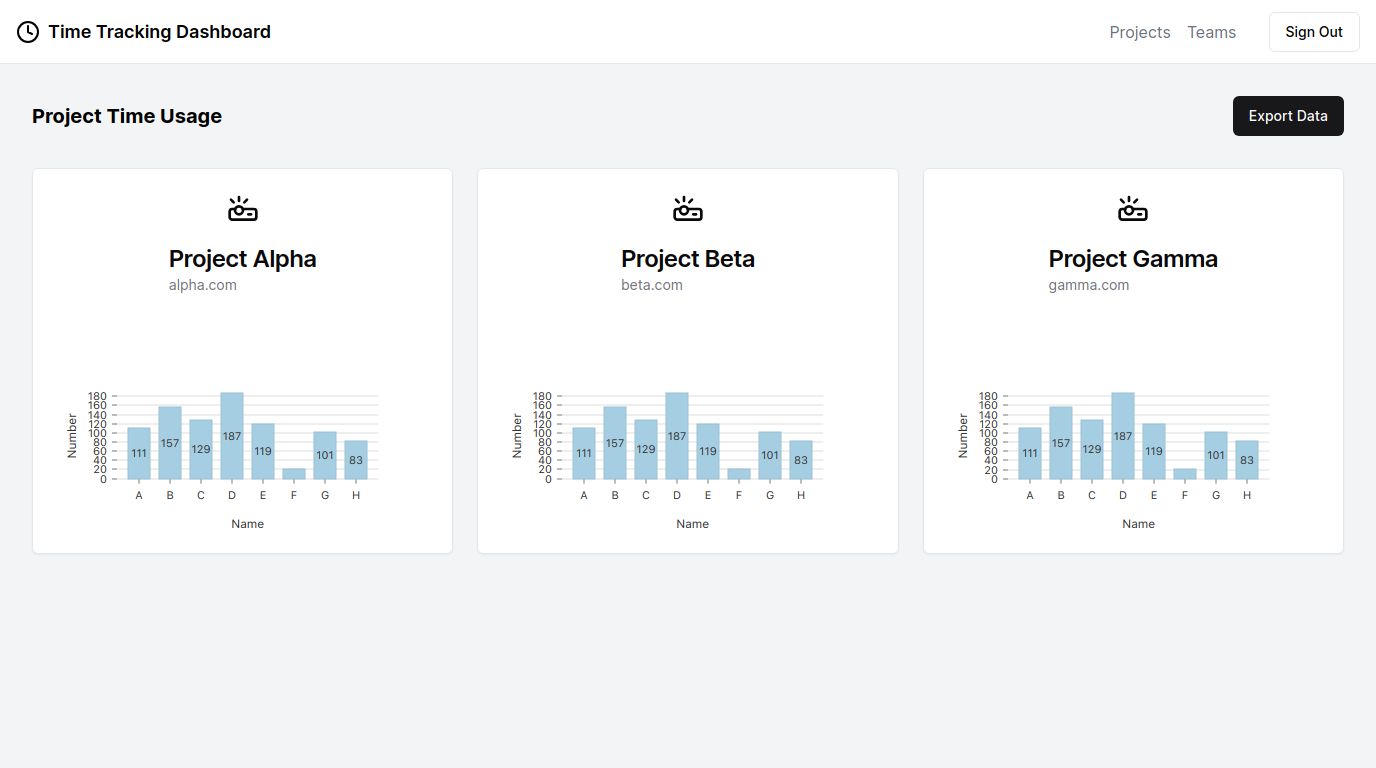 Time Tracking Dashboard
Projects Teams Sign Out
Project Time Usage
Export Data
Project Alpha
alpha.com
180
160
140
120
100
80
60
40
20
0
Number
111 157 129 187 119 101 83
A B C D E F G H
Name
Project Beta
beta.com
180
160
140
120
100
80
60
40
20
0
Number
111 157 129 187 119 101 83
A B C D E F G H
Name
Project Gamma
gamma.com
180
160
140
120
100
80
60
40
20
0
Number
111 157 129 187 119 101 83
A B C D E F G H
Name